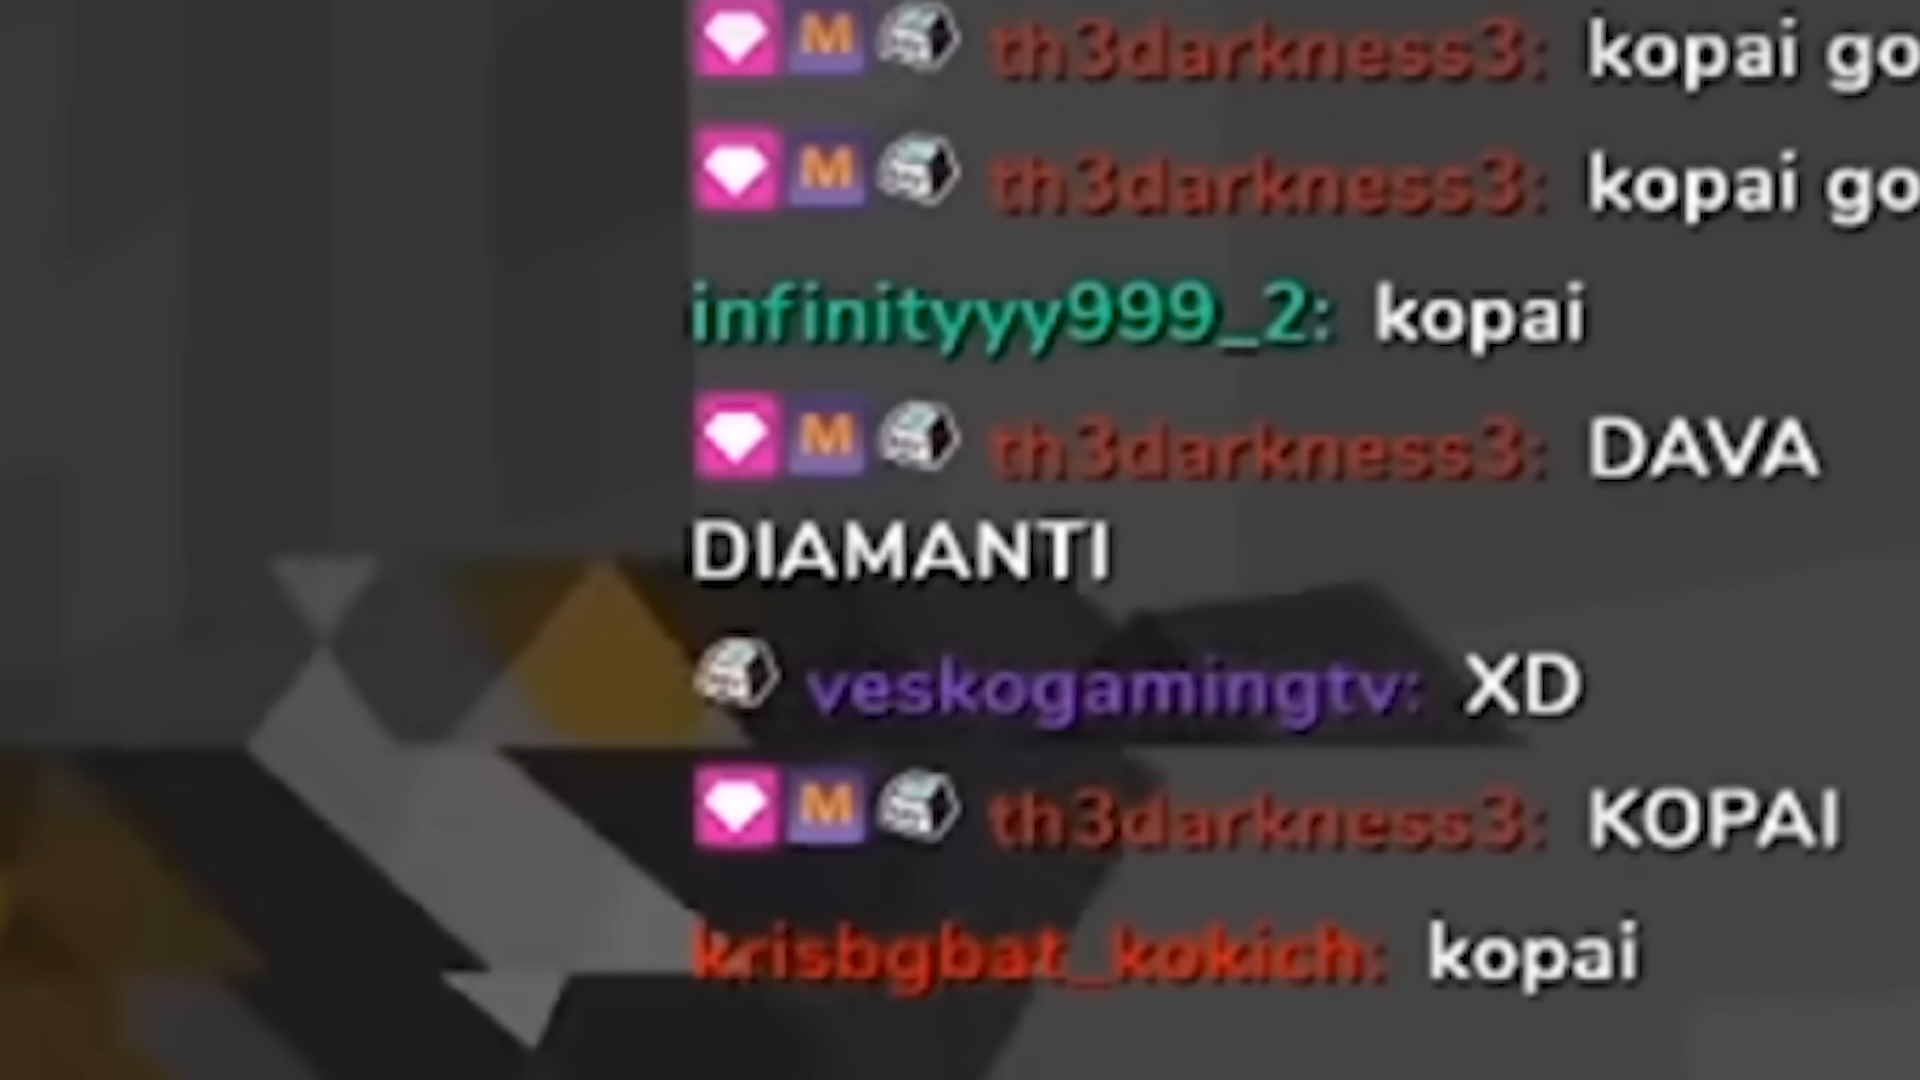 M th3darkness3: kopai go
M th3darkness3: kopai go
infinityyy999_2: kopai
M th3darkness3: DAVA
DIAMANTI
veskogamingtv: XD
M th3darkness3: KOPAI
krisbgbat_kokich: kopai